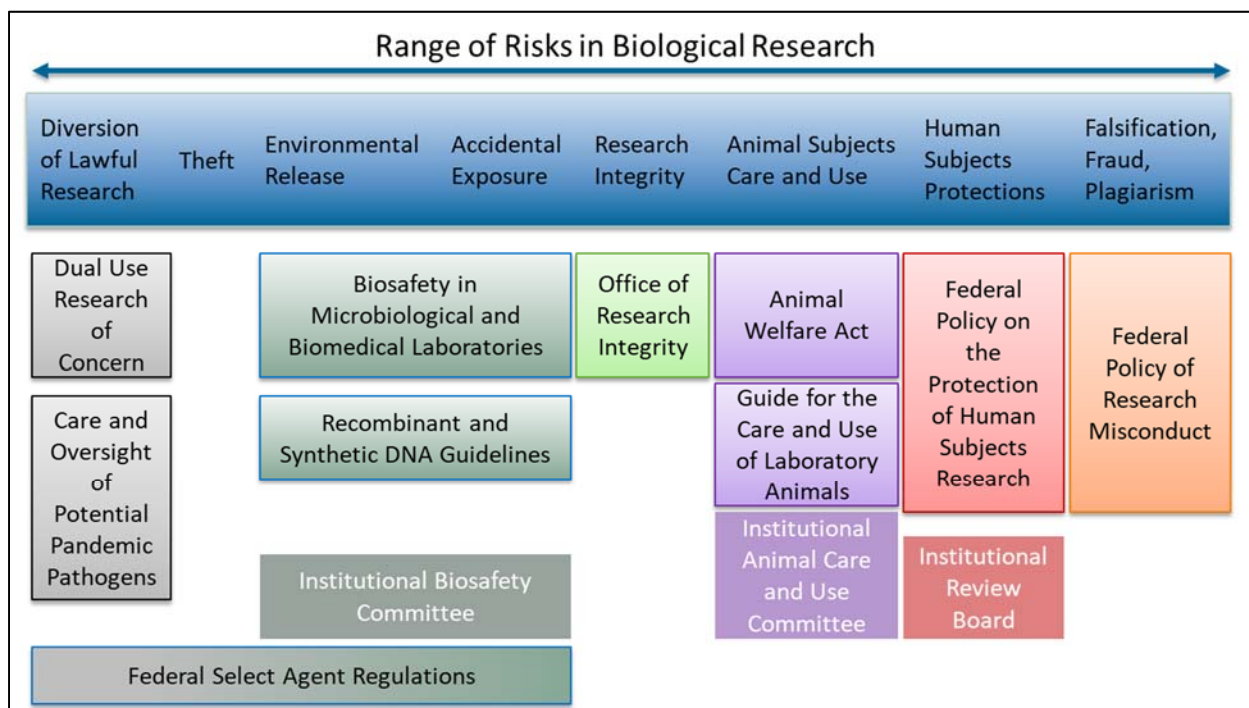 Range of Risks in Biological Research
Diversion
of Lawful
Research
Theft
Environmental
Release
Accidental
Exposure
Research
Integrity
Animal Subjects
Care and Use
Human
Subjects
Protections
Falsification,
Fraud,
Plagiarism
Dual Use
Research
of
Concern
Biosafety in
Microbiological and
Biomedical Laboratories
Office of
Research
Integrity
Animal
Welfare Act
Federal
Policy on
the
Protection
of Human
Subjects
Research
Federal
Policy of
Research
Misconduct
Care and
Oversight
of
Potential
Pandemic
Pathogens
Recombinant and
Synthetic DNA Guidelines
Guide for the
Care and Use
of Laboratory
Animals
Institutional Biosafety
Committee
Institutional
Animal Care
and Use
Committee
Institutional
Review
Board
Federal Select Agent Regulations